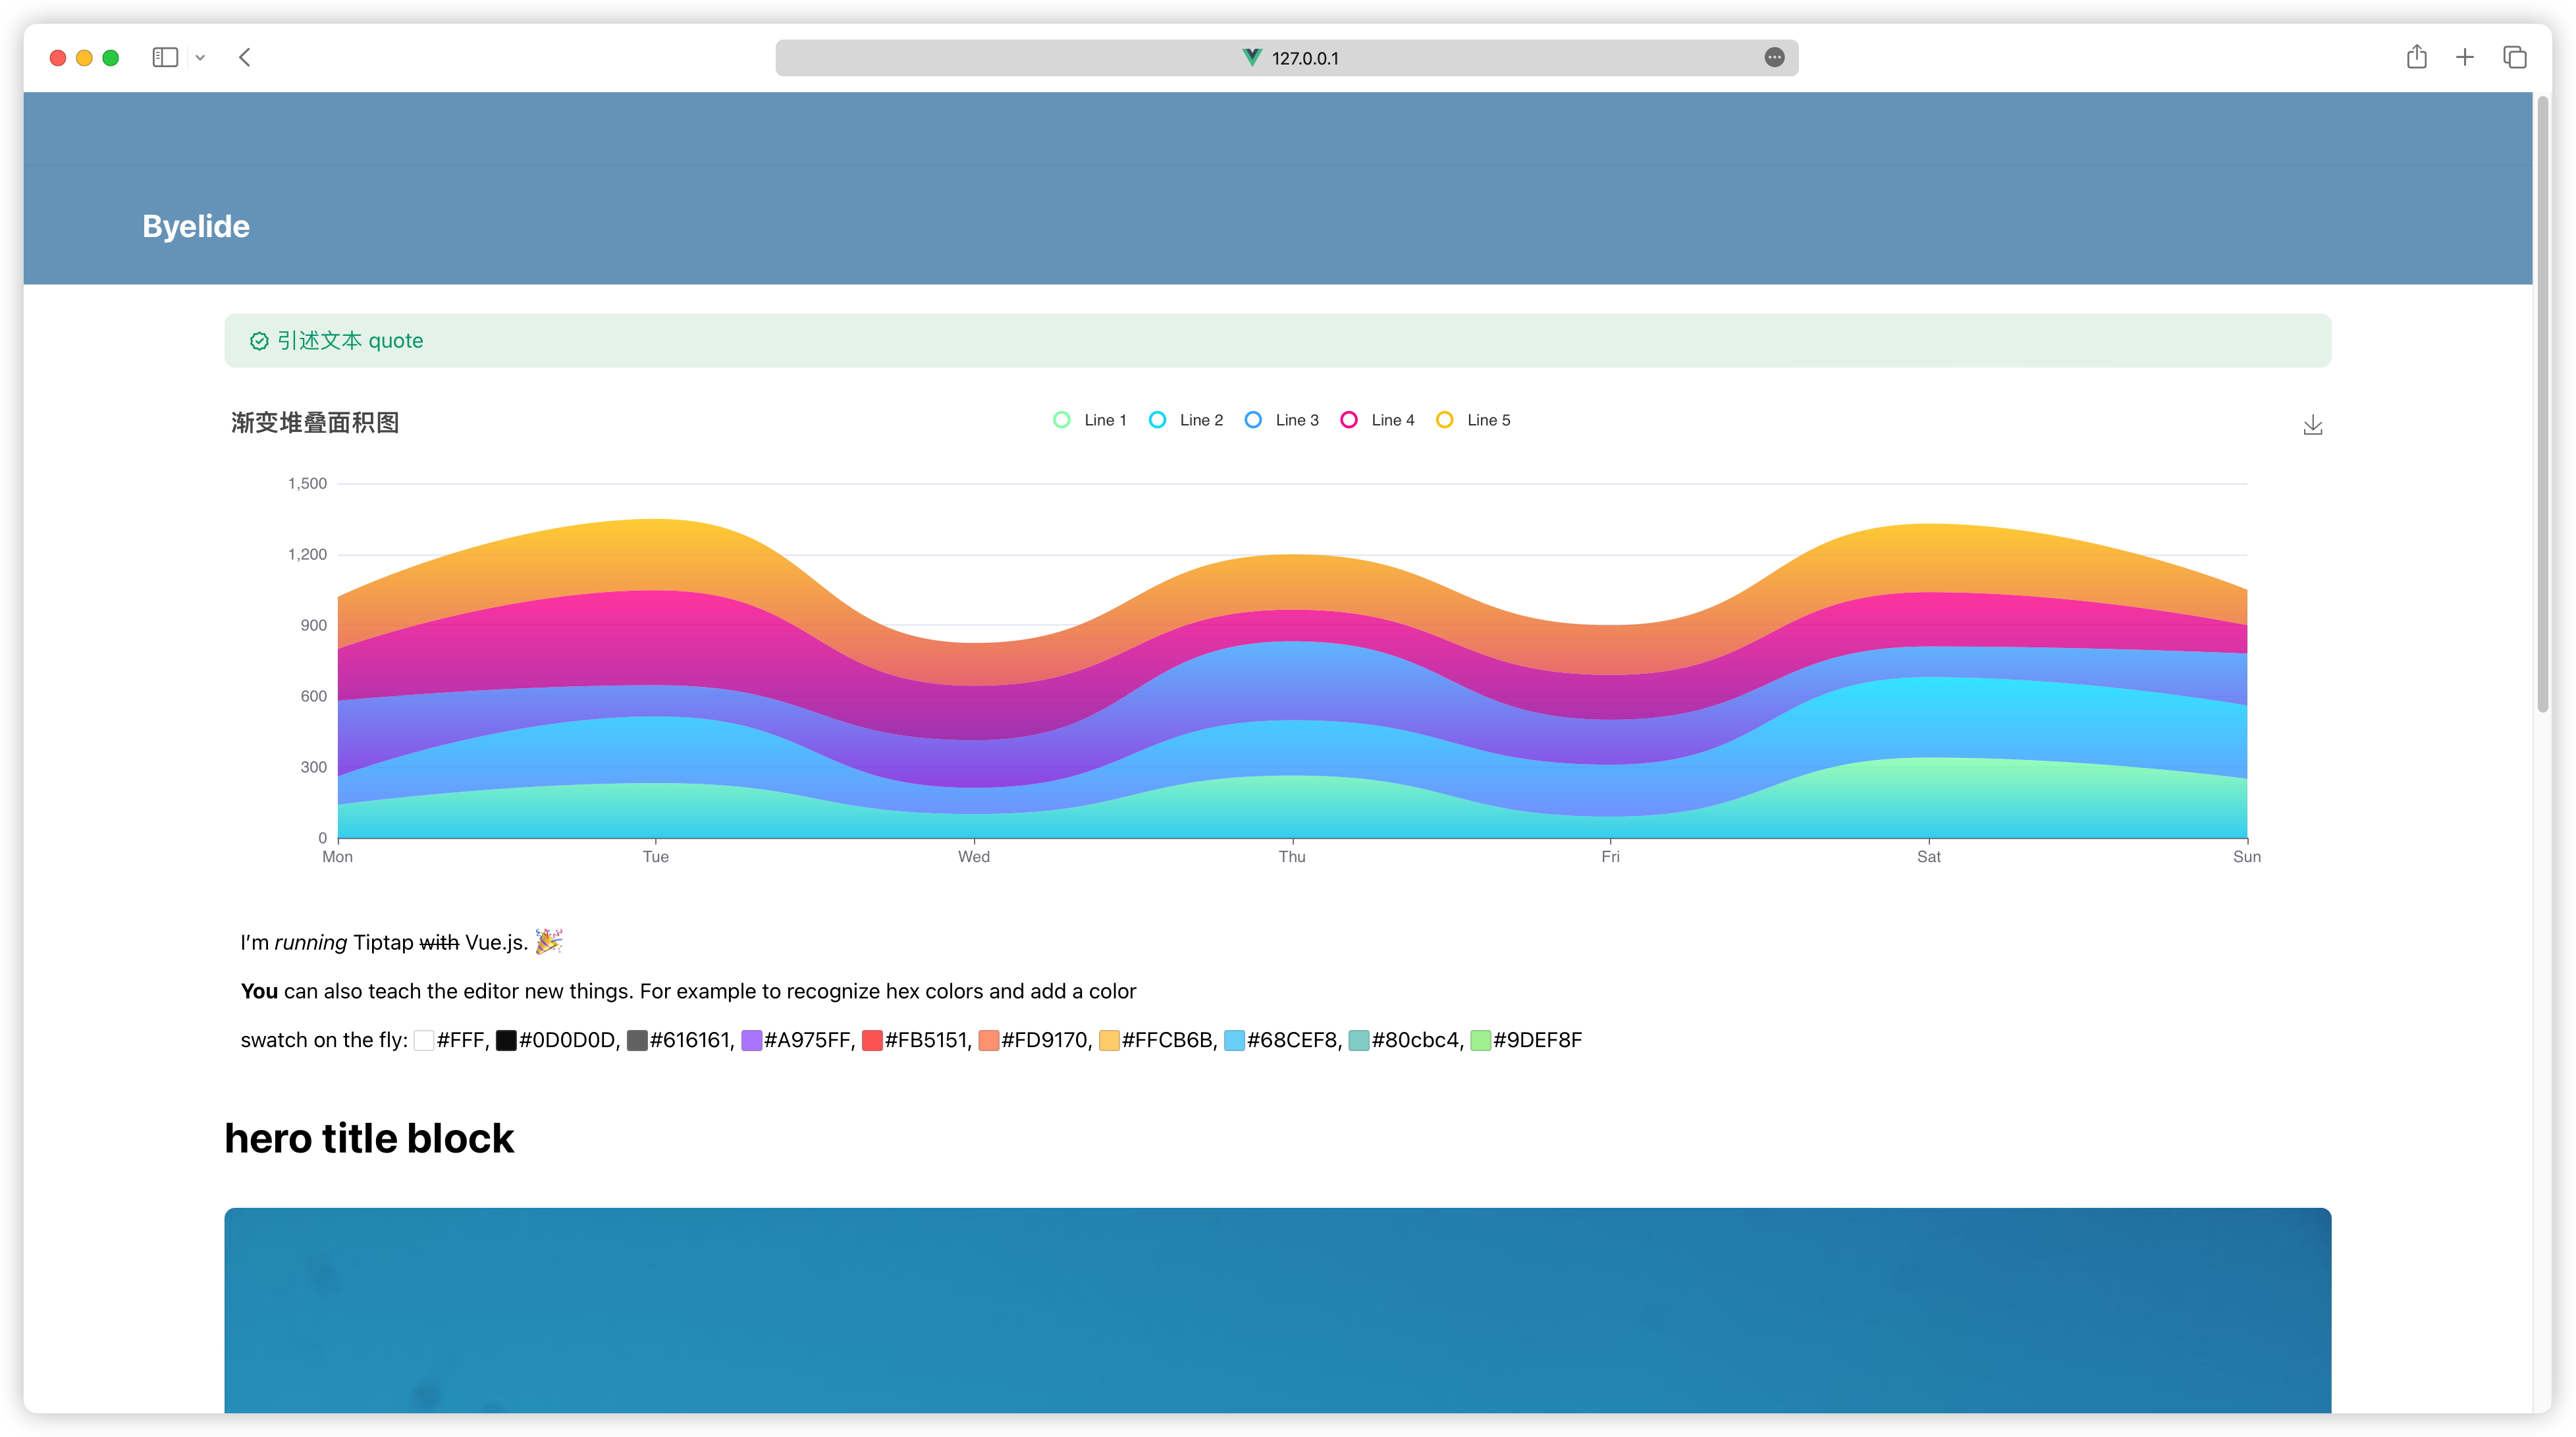 127.0.0.1
Byelide
引述文本 quote
渐变堆叠面积图
Line 1 Line 2 Line 3 Line 4 Line 5
1,500
1,200
900
600
300
0
Mon Tue Wed Thu Fri Sat Sun
I'm running Tiptap with Vue.js. 🎉
You can also teach the editor new things. For example to recognize hex colors and add a color
swatch on the fly: #FFF, #0D0D0D, #616161, #A975FF, #FB5151, #FD9170, #FFCB6B, #68CEF8, #80cbc4, #9DEF8F
hero title block